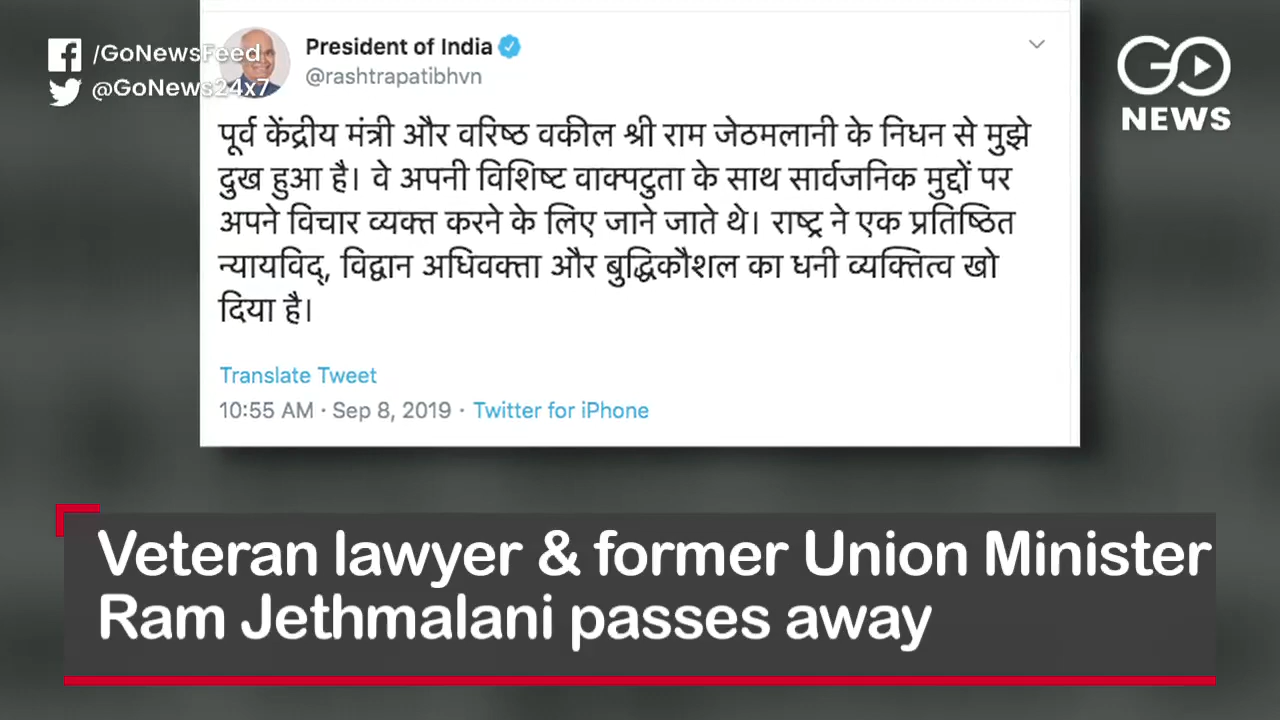 /GoNewsFeed
@GoNews24x7
President of India
@rashtrapatibhvn
GO
NEWS
पूर्व केंद्रीय मंत्री और वरिष्ठ वकील श्री राम जेठमलानी के निधन से मुझे
दुख हुआ है। वे अपनी विशिष्ट वाक्पटुता के साथ सार्वजनिक मुद्दों पर
अपने विचार व्यक्त करने के लिए जाने जाते थे। राष्ट्र ने एक प्रतिष्ठित
न्यायविद्, विद्वान अधिवक्ता और बुद्धिकौशल का धनी व्यक्तित्व खो
दिया है।
Translate Tweet
10:55 AM · Sep 8, 2019 · Twitter for iPhone
Veteran lawyer & former Union Minister
Ram Jethmalani passes away